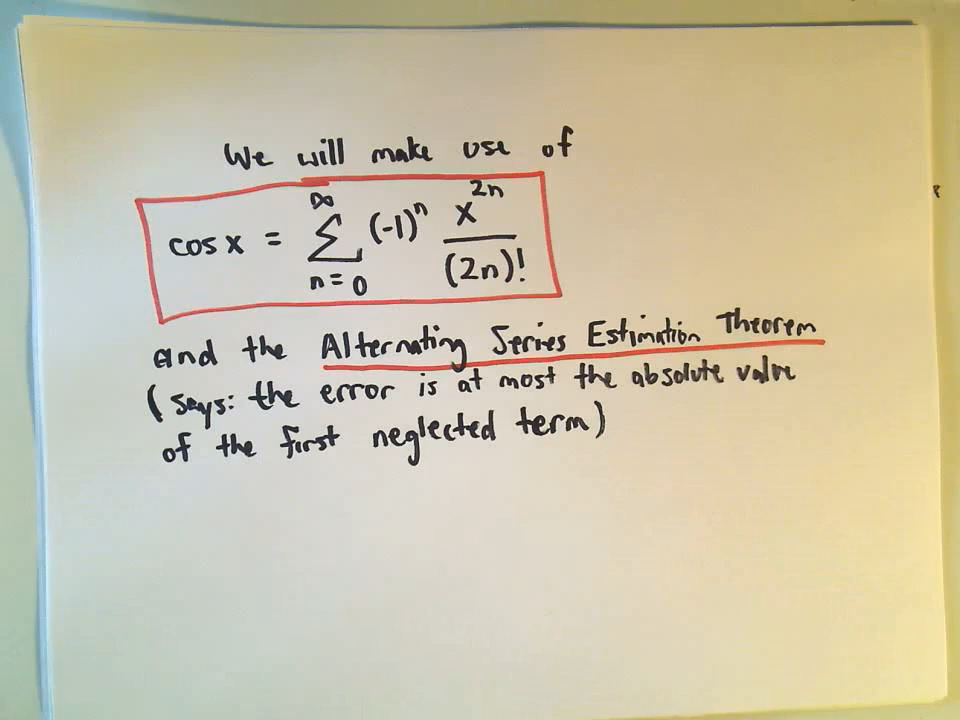 We will make use of
cos x = ∑_{n=0}^{∞} (-1)^n x^{2n}/(2n)!
and the Alternating Series Estimation Theorem
(says: the error is at most the absolute value
of the first neglected term)